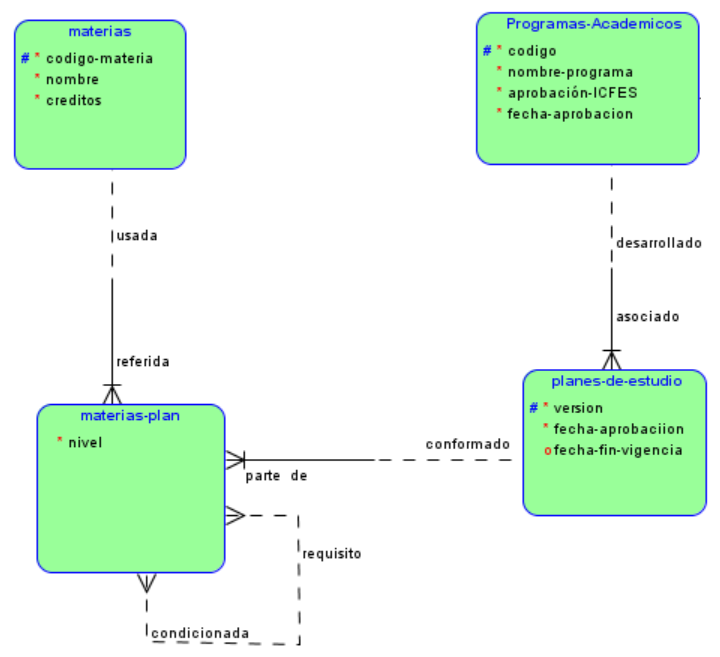 materias
# * codigo-materia
* nombre
* creditos
Programas-Academicos
# * codigo
* nombre-programa
* aprobación-ICFES
* fecha-aprobacion
usada
referida
desarrollado
asociado
materias-plan
* nivel
planes-de-estudio
# * version
* fecha-aprobaciion
o fecha-fin-vigencia
conformado
parte de
requisito
condicionada